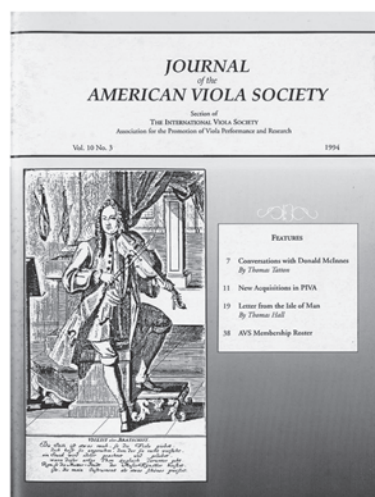 JOURNAL
of the
AMERICAN VIOLA SOCIETY
Section of
THE INTERNATIONAL VIOLA SOCIETY
Association for the Promotion of Viola Performance and Research
Vol. 10 No. 3 1994
FEATURES
7 Conversations with Donald McInnes
By Thomas Tatton
11 New Acquisitions in PIVA
19 Letter from the Isle of Man
By Thomas Hall
38 AVS Membership Roster